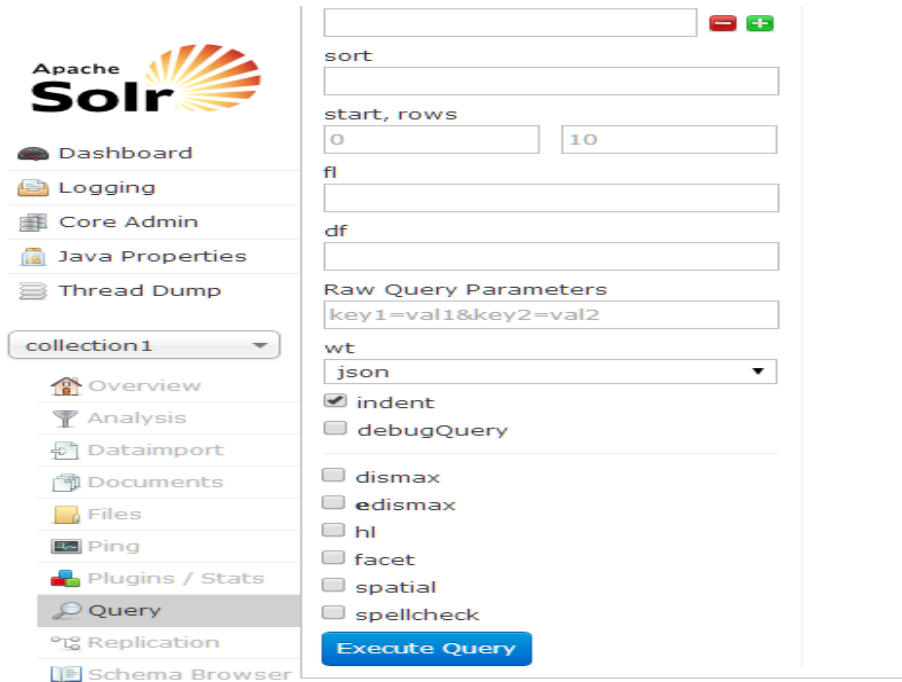 Apache
Solr
Dashboard
Logging
Core Admin
Java Properties
Thread Dump
collection1
Overview
Analysis
Dataimport
Documents
Files
Ping
Plugins / Stats
Query
Replication
Schema Browser
sort
start, rows
0
10
fl
df
Raw Query Parameters
key1=val1&key2=val2
wt
json
indent
debugQuery
dismax
edismax
hl
facet
spatial
spellcheck
Execute Query